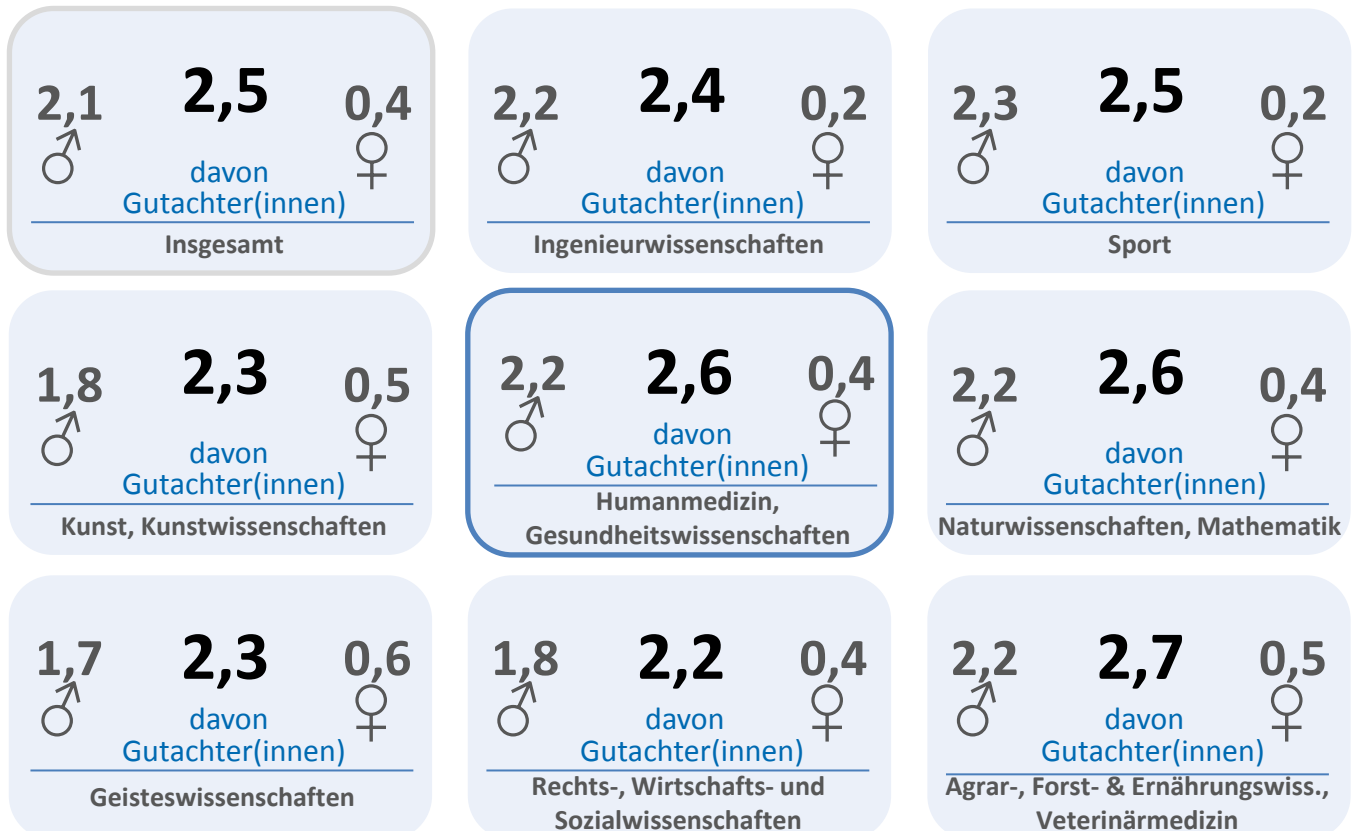 2,1 2,5 0,4
♂ ♀
davon
Gutachter(innen)
Insgesamt
2,2 2,4 0,2
♂ ♀
davon
Gutachter(innen)
Ingenieurwissenschaften
2,3 2,5 0,2
♂ ♀
davon
Gutachter(innen)
Sport
1,8 2,3 0,5
♂ ♀
davon
Gutachter(innen)
Kunst, Kunstwissenschaften
2,2 2,6 0,4
♂ ♀
davon
Gutachter(innen)
Humanmedizin,
Gesundheitswissenschaften
2,2 2,6 0,4
♂ ♀
davon
Gutachter(innen)
Naturwissenschaften, Mathematik
1,7 2,3 0,6
♂ ♀
davon
Gutachter(innen)
Geisteswissenschaften
1,8 2,2 0,4
♂ ♀
davon
Gutachter(innen)
Rechts-, Wirtschafts- und
Sozialwissenschaften
2,2 2,7 0,5
♂ ♀
davon
Gutachter(innen)
Agrar-, Forst- & Ernährungswiss.,
Veterinärmedizin